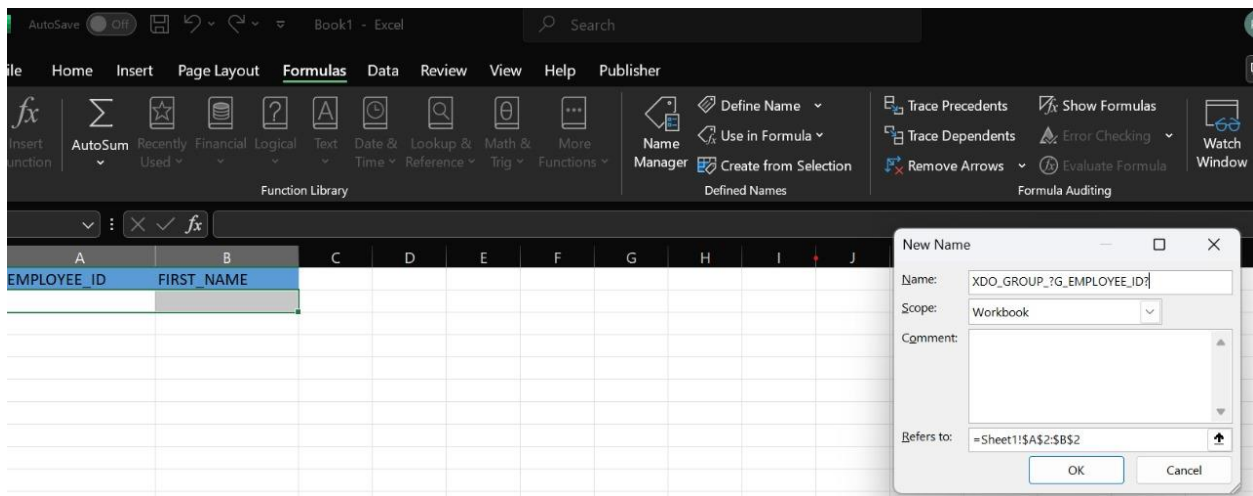 AutoSave Off Book1 - Excel Search
ile Home Insert Page Layout Formulas Data Review View Help Publisher
fx Σ ? A θ
Insert unction AutoSum Recently Used Financial Logical Text Date & Time Lookup & Reference Math & Trig More Functions
Function Library
Name Manager
Define Name
Use in Formula
Create from Selection
Defined Names
Trace Precedents Show Formulas
Trace Dependents Error Checking
Remove Arrows Evaluate Formula
Formula Auditing
Watch Window
fx
A B C D E F G H I J
EMPLOYEE_ID FIRST_NAME
New Name
Name: XDO_GROUP_?G_EMPLOYEE_ID?
Scope: Workbook
Comment:
Refers to: =Sheet1!$A$2:$B$2
OK Cancel